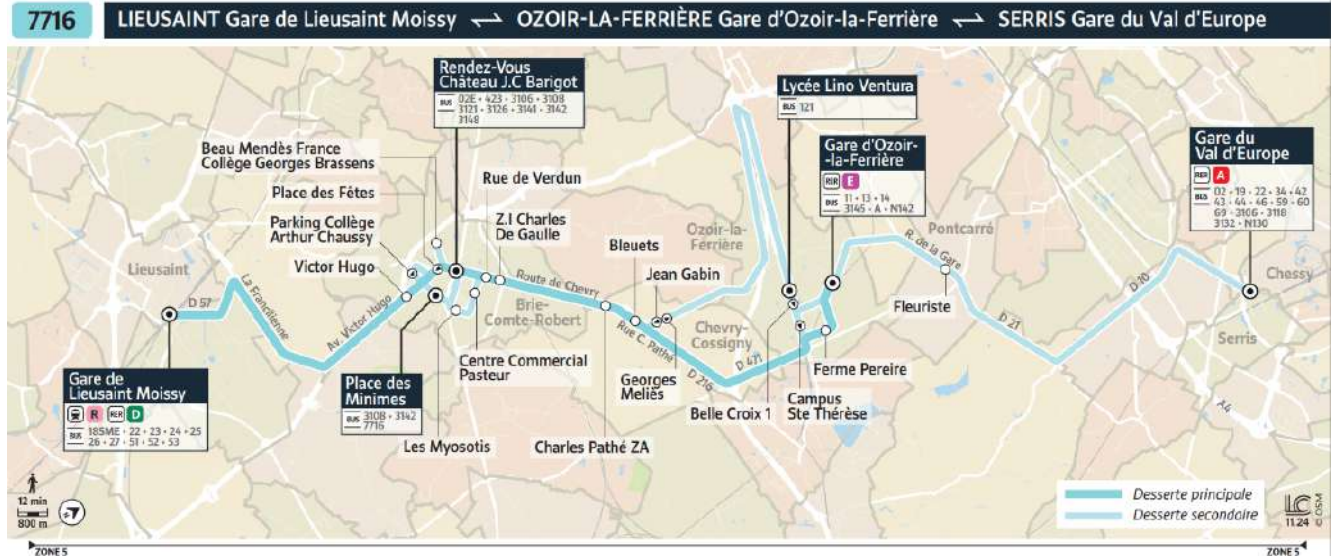 7716 LIEUSAINT Gare de Lieusaint Moissy ⇌ OZOIR-LA-FERRIÈRE Gare d'Ozoir-la-Ferrière ⇌ SERRIS Gare du Val d'Europe
Rendez-Vous
Château J.C Barigot
BUS 02E • 423 • 3106 • 3108
3121 • 3126 • 3141 • 3142
3148
Lycée Lino Ventura
BUS 121
Gare d'Ozoir-
-la-Ferrière
RER E
BUS 11 • 13 • 14
3145 • A • N142
Gare du
Val d'Europe
RER A
BUS 02 • 19 • 22 • 34 • 42
43 • 44 • 46 • 59 • 60
69 • 3106 • 3118
3132 • N130
Beau Mendès France
Collège Georges Brassens
Place des Fêtes
Parking Collège
Arthur Chaussy
Victor Hugo
Rue de Verdun
Z.I Charles
De Gaulle
Bleuets
Jean Gabin
Ozoir-la-
Férrière
Pontcarré
R. de la Gare
Fleuriste
Lieusaint
D 57
La Francilienne
Av. Victor Hugo
Route de Chevry
Brie-
Comte-Robert
Rue C. Pathé
Chevry-
Cossigny
D 216
D 471
D 21
D 10
Chessy
Serris
A4
Gare de
Lieusaint Moissy
R RER D
BUS 18SME • 22 • 23 • 24 • 25
26 • 27 • 51 • 52 • 53
Place des
Minimes
BUS 3108 • 3142
7716
Les Myosotis
Centre Commercial
Pasteur
Charles Pathé ZA
Georges
Meliès
Belle Croix 1
Campus
Ste Thérèse
Ferme Pereire
12 min
800 m
Desserte principale
Desserte secondoire
LC
11.24
© OSM
ZONE 5
ZONE 5